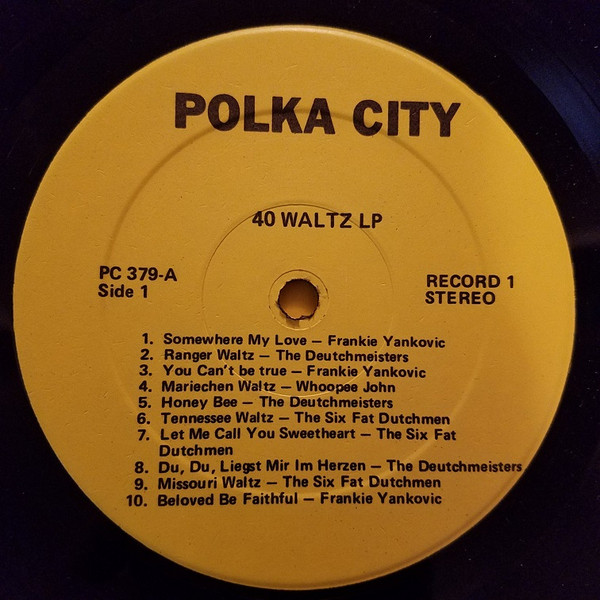 POLKA CITY
40 WALTZ LP
PC 379-A
Side 1
RECORD 1
STEREO
1. Somewhere My Love — Frankie Yankovic
2. Ranger Waltz — The Deutchmeisters
3. You Can't be true — Frankie Yankovic
4. Mariechen Waltz — Whoopee John
5. Honey Bee — The Deutchmeisters
6. Tennessee Waltz — The Six Fat Dutchmen
7. Let Me Call You Sweetheart — The Six Fat
Dutchmen
8. Du, Du, Liegst Mir Im Herzen — The Deutchmeisters
9. Missouri Waltz — The Six Fat Dutchmen
10. Beloved Be Faithful — Frankie Yankovic